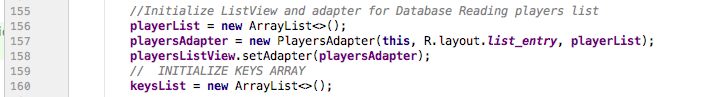 155 //Initialize ListView and adapter for Database Reading players list
156 playerList = new ArrayList<>();
157 playersAdapter = new PlayersAdapter(this, R.layout.list_entry, playerList);
158 playersListView.setAdapter(playersAdapter);
159 //  INITIALIZE KEYS ARRAY
160 keysList = new ArrayList<>();